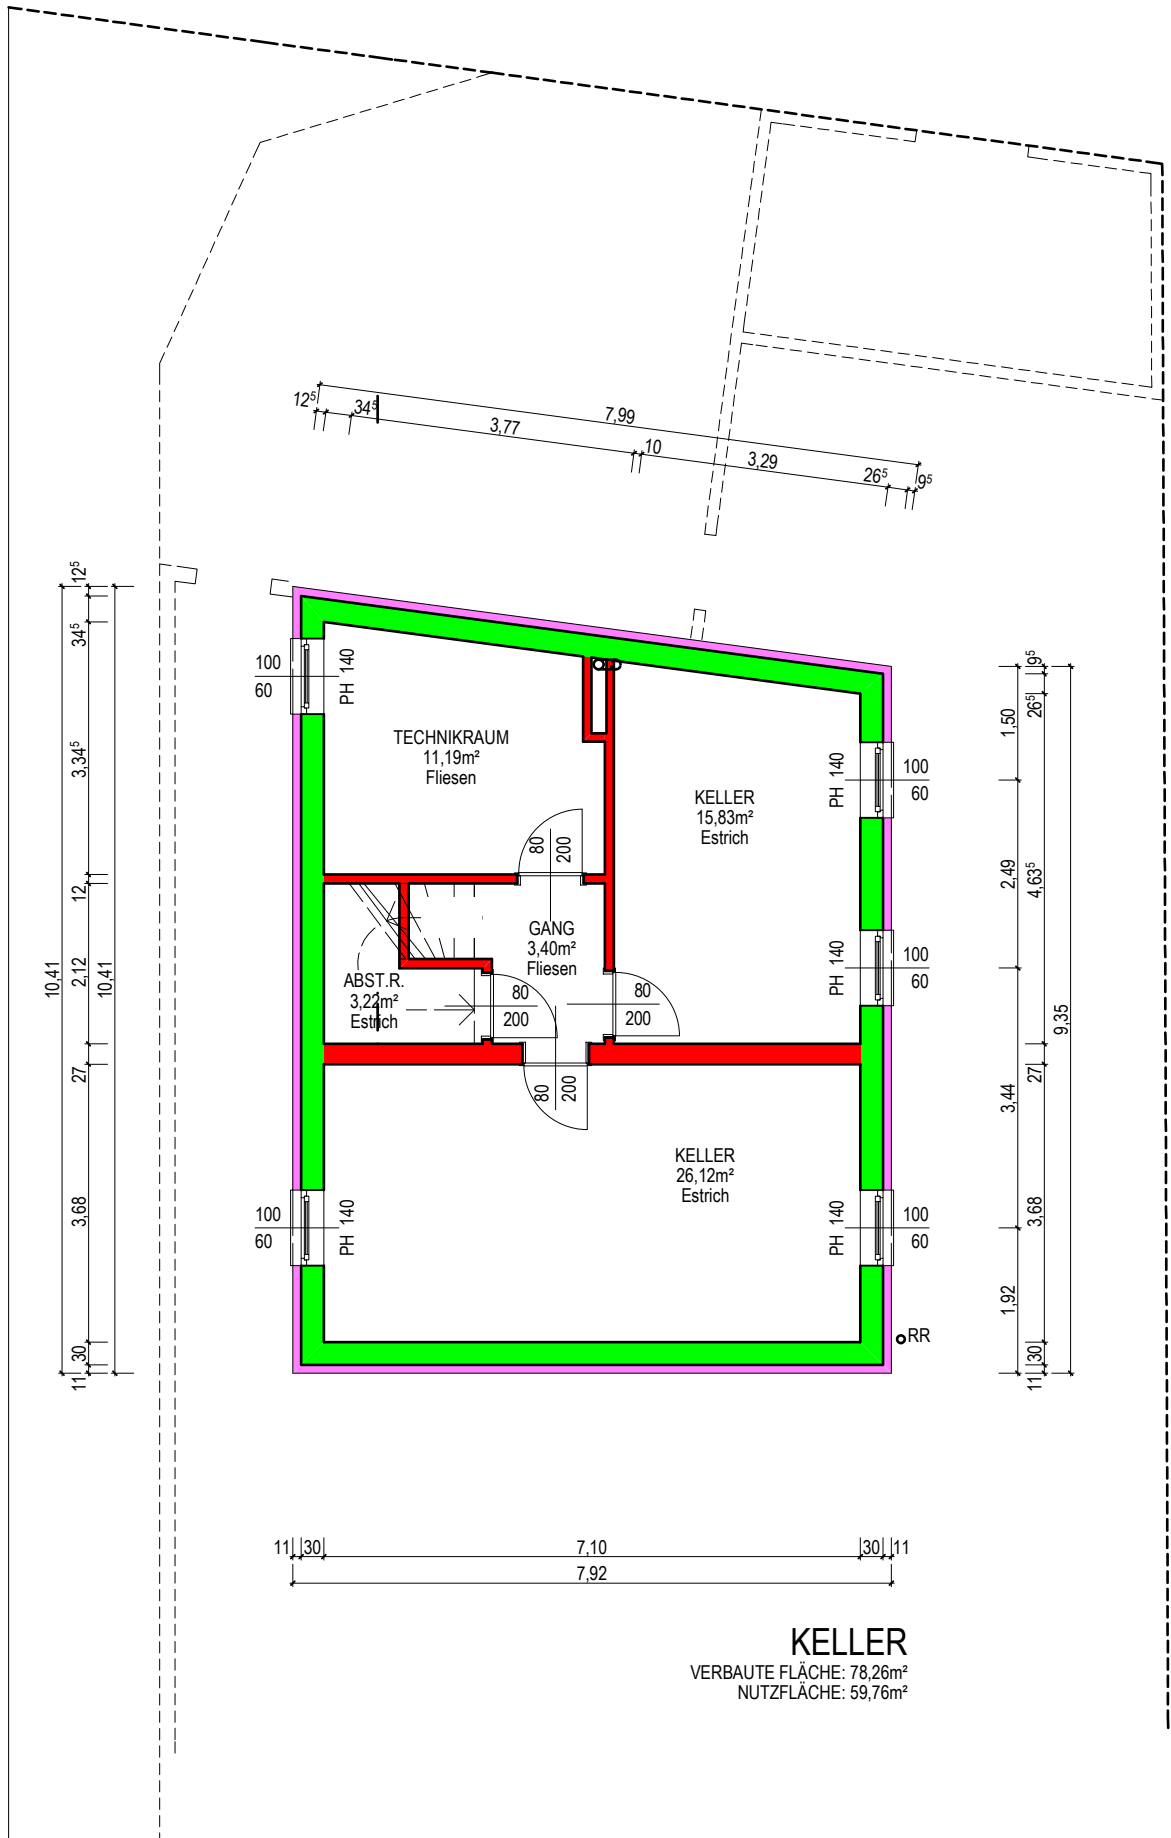 12⁵
34⁵
7,99
3,77
10
3,29
26⁵
9⁵
12⁵
34⁵
3,34⁵
12
2,12
27
3,68
30
11
10,41
10,41
100
60
PH 140
TECHNIKRAUM
11,19m²
Fliesen
80
200
KELLER
15,83m²
Estrich
PH 140
100
60
GANG
3,40m²
Fliesen
PH 140
100
60
ABST.R.
3,22m²
Estrich
80
200
80
200
80
200
KELLER
26,12m²
Estrich
100
60
PH 140
PH 140
100
60
RR
9⁵
26⁵
1,50
2,49
4,63⁵
3,44
27
3,68
1,92
30
11
9,35
11
30
7,10
30
11
7,92
KELLER
VERBAUTE FLÄCHE: 78,26m²
NUTZFLÄCHE: 59,76m²